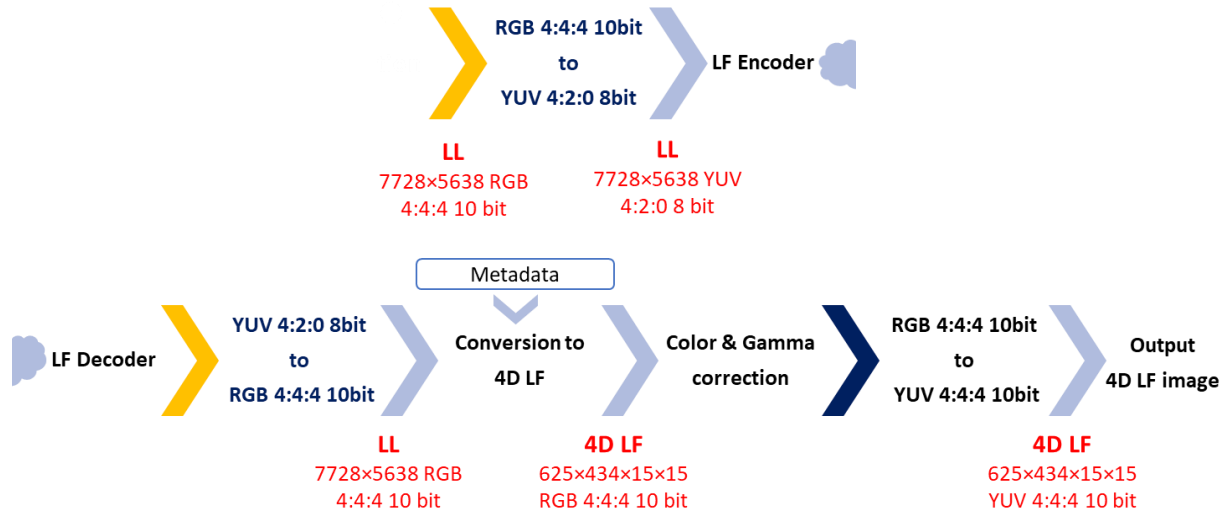 RGB 4:4:4 10bit
to
YUV 4:2:0 8bit
LF Encoder
LL
7728×5638 RGB
4:4:4 10 bit
LL
7728×5638 YUV
4:2:0 8 bit
Metadata
LF Decoder
YUV 4:2:0 8bit
to
RGB 4:4:4 10bit
Conversion to
4D LF
Color & Gamma
correction
RGB 4:4:4 10bit
to
YUV 4:4:4 10bit
Output
4D LF image
LL
7728×5638 RGB
4:4:4 10 bit
4D LF
625×434×15×15
RGB 4:4:4 10 bit
4D LF
625×434×15×15
YUV 4:4:4 10 bit